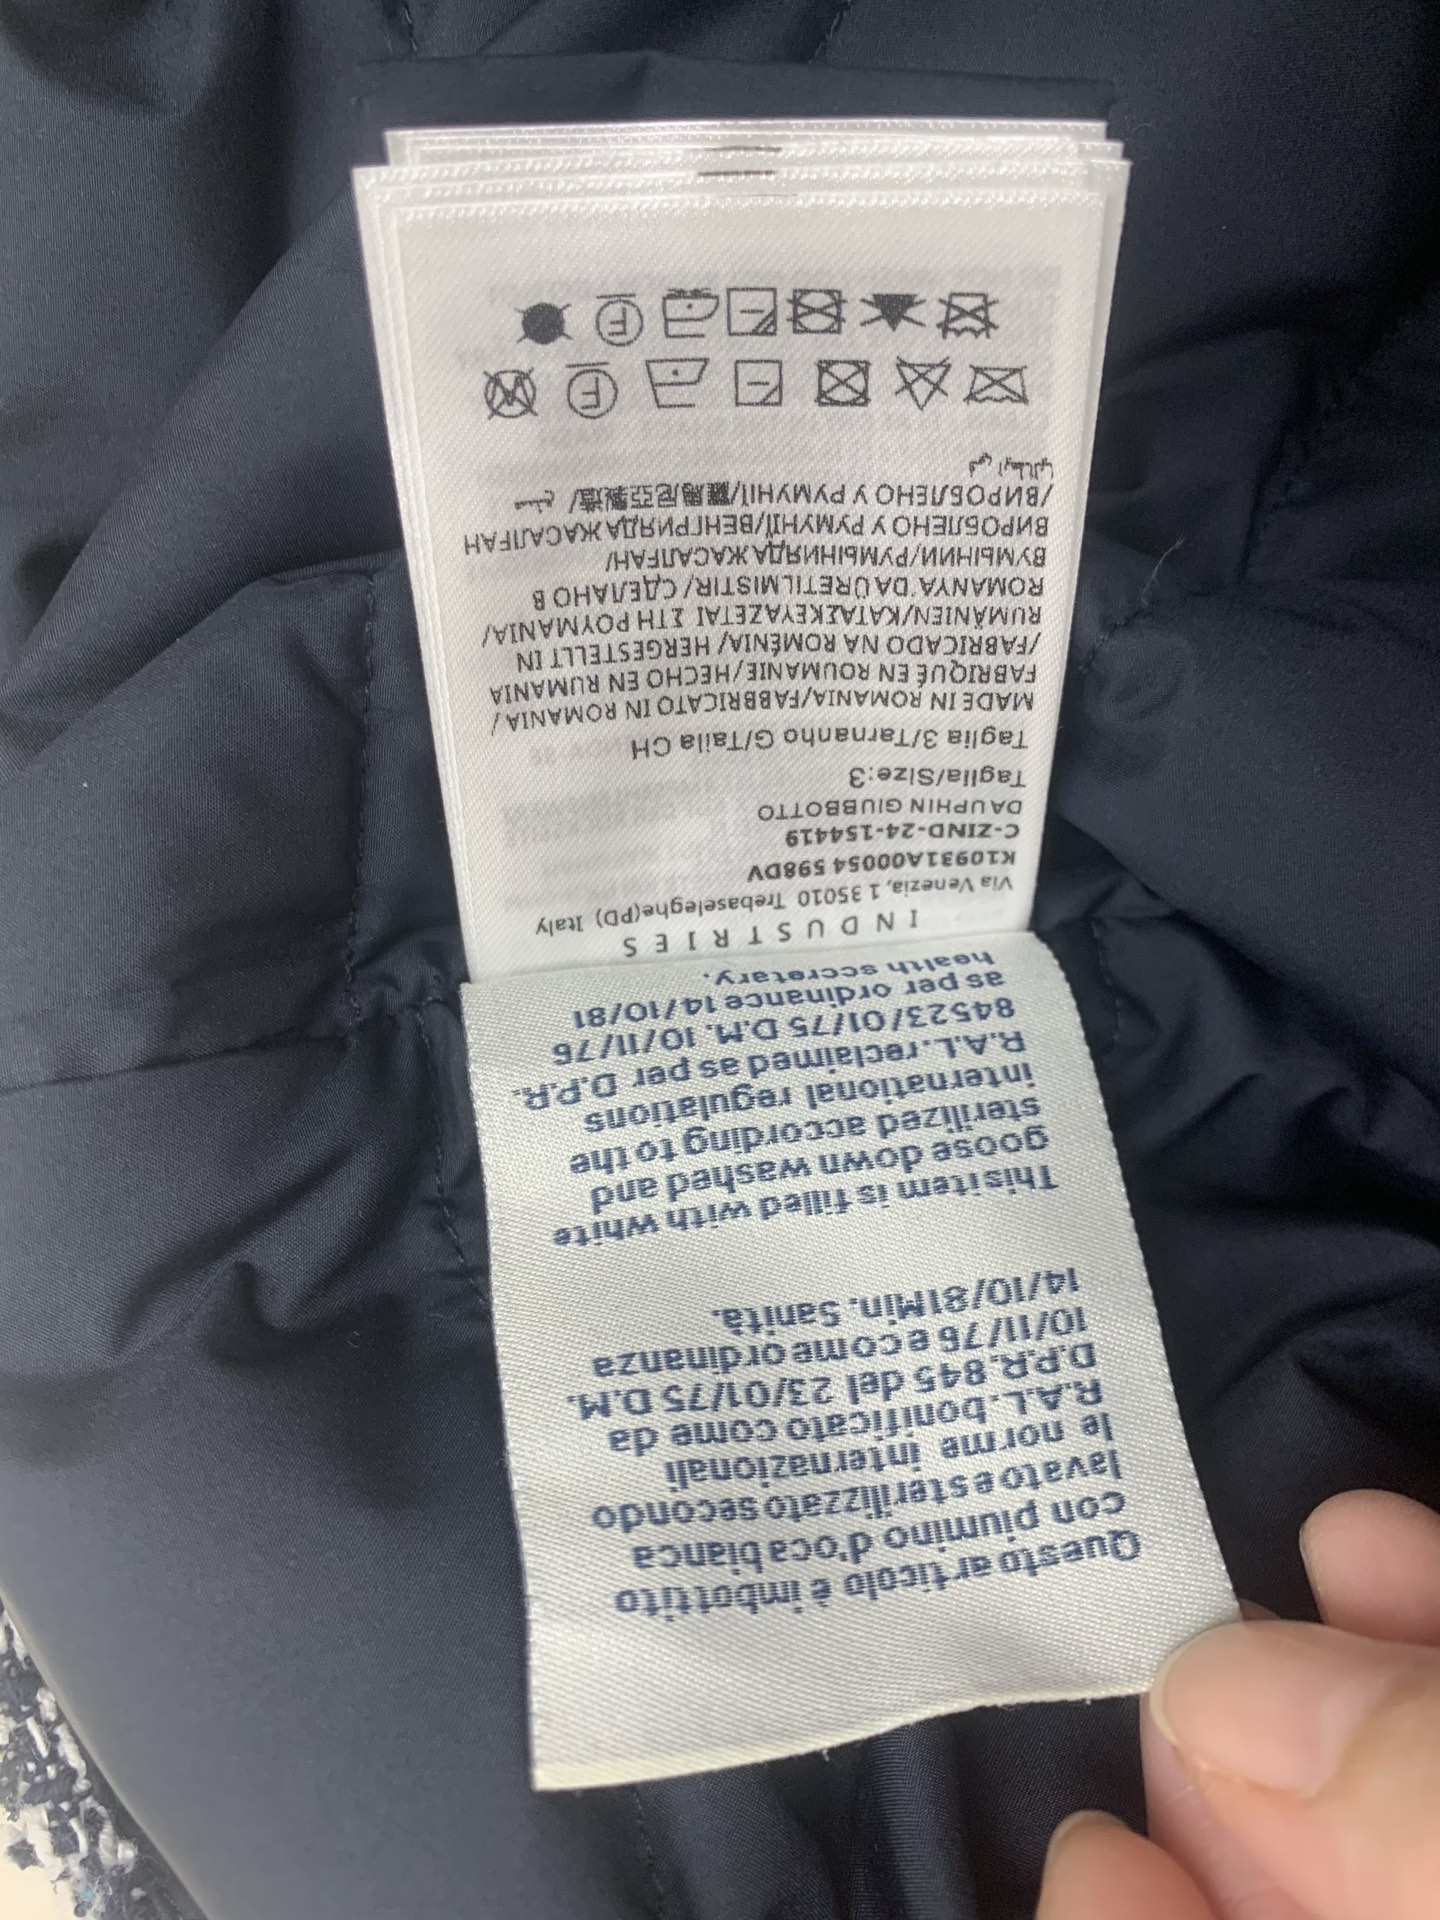 Questo articolo è imbottito
con piumino d'oca bianca
lavato e sterilizzato secondo
le norme internazionali
R.A.L. bonificato come da
D.P.R. 845 del 23/01/75 D.M.
10/11/76 e come ordinanza
14/10/81Min. Sanità.
This item is filled with white
goose down washed and
sterilized according to the
international regulations
R.A.L. reclaimed as per D.P.R.
84523/01/75 D.M. 10/11/76
as per ordinance 14/10/81
health secretary.
INDUSTRIES
Via Venezia, 1 35010 Trebaseleghe(PD) Italy
K10931A00054 598DV
C-ZIND-24-154419
DAUPHIN GIUBBOTTO
Taglia/Size:3
Taglia 3/Tamanho G/Talla CH
MADE IN ROMANIA/FABBRICATO IN ROMANIA /
FABRIQUÉ EN ROUMANIE/HECHO EN RUMANIA
/FABRICADO NA ROMÉNIA/ HERGESTELLT IN
RUMÄNIEN/ΚΑΤΑΣΚΕΥΑΖΕΤΑΙ ΣΤΗ ΡΟΥΜΑΝΙΑ/
ROMANYA'DA ÜRETILMISTIR/ СДЕЛАНО В
РУМЫНИИ/РУМЫНИЯДА ЖАСАЛҒАН/
ВИРОБЛЕНО У РУМУНІЇ/ВЕНГРИЯДА ЖАСАЛҒАН
/ВИРОБЛЕНО У РУМУНІЇ/羅馬尼亞製造/ صنع
في